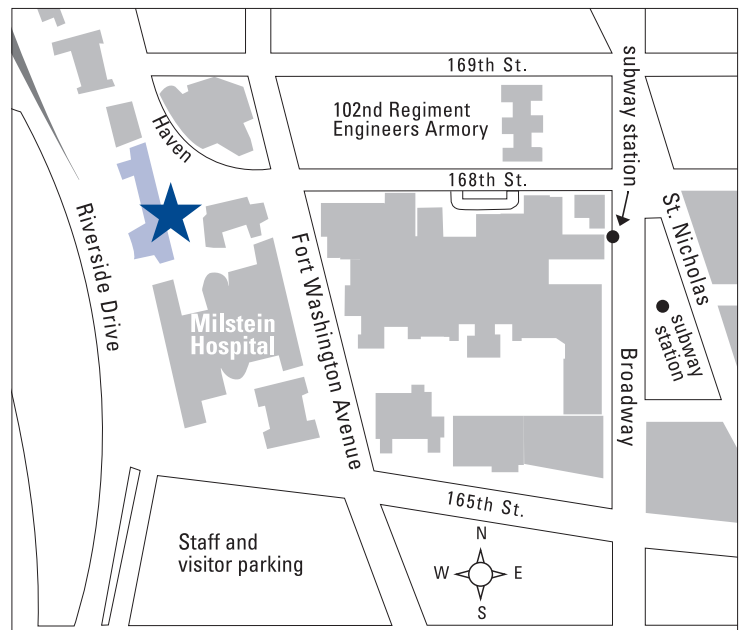 169th St.
subway station
102nd Regiment
Engineers Armory
Haven
168th St.
St. Nicholas
Riverside Drive
Fort Washington Avenue
Milstein
Hospital
subway
station
Broadway
165th St.
Staff and
visitor parking
N
W
E
S